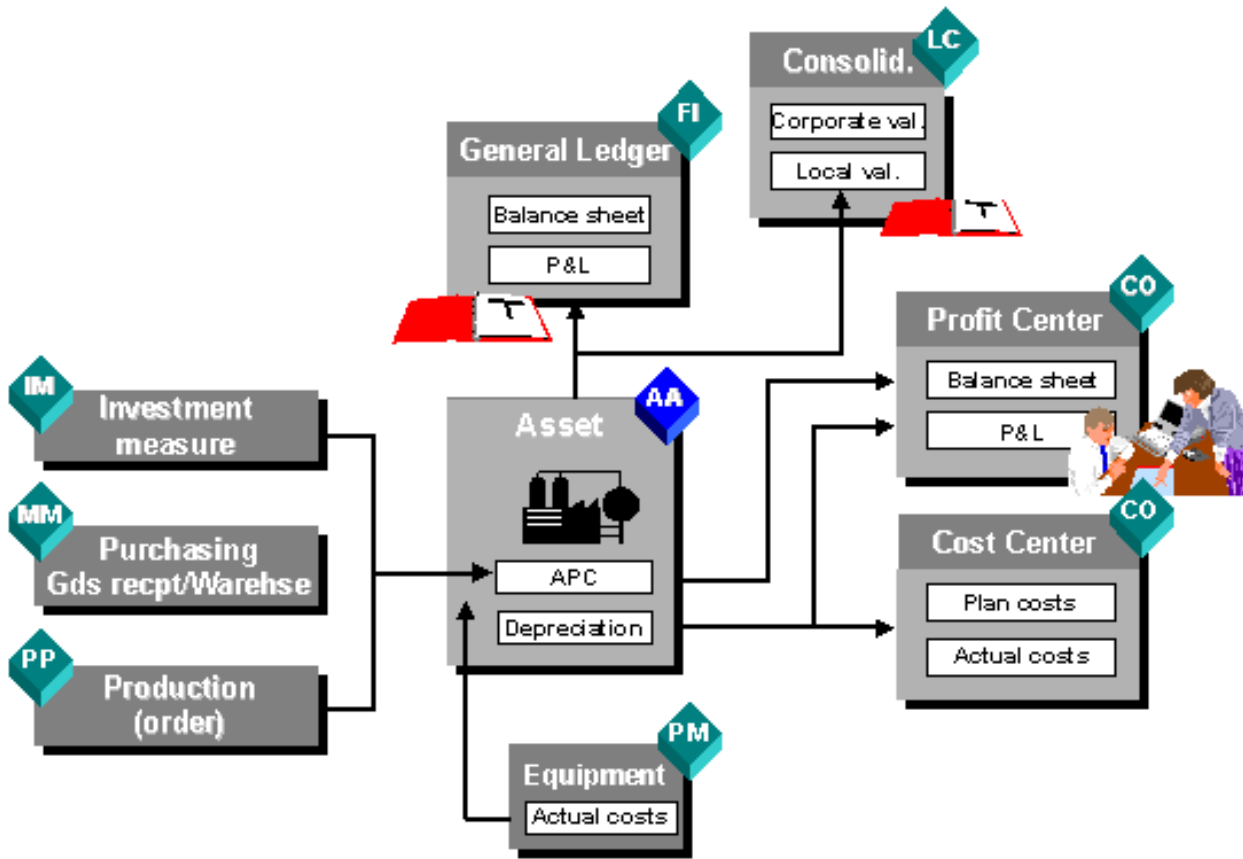 LC
Consolid.
Corporate val.
Local val.
FI
General Ledger
Balance sheet
P&L
CO
Profit Center
Balance sheet
P&L
IM
Investment
measure
AA
Asset
APC
Depreciation
MM
Purchasing
Gds recpt/Warehse
CO
Cost Center
Plan costs
Actual costs
PP
Production
(order)
PM
Equipment
Actual costs